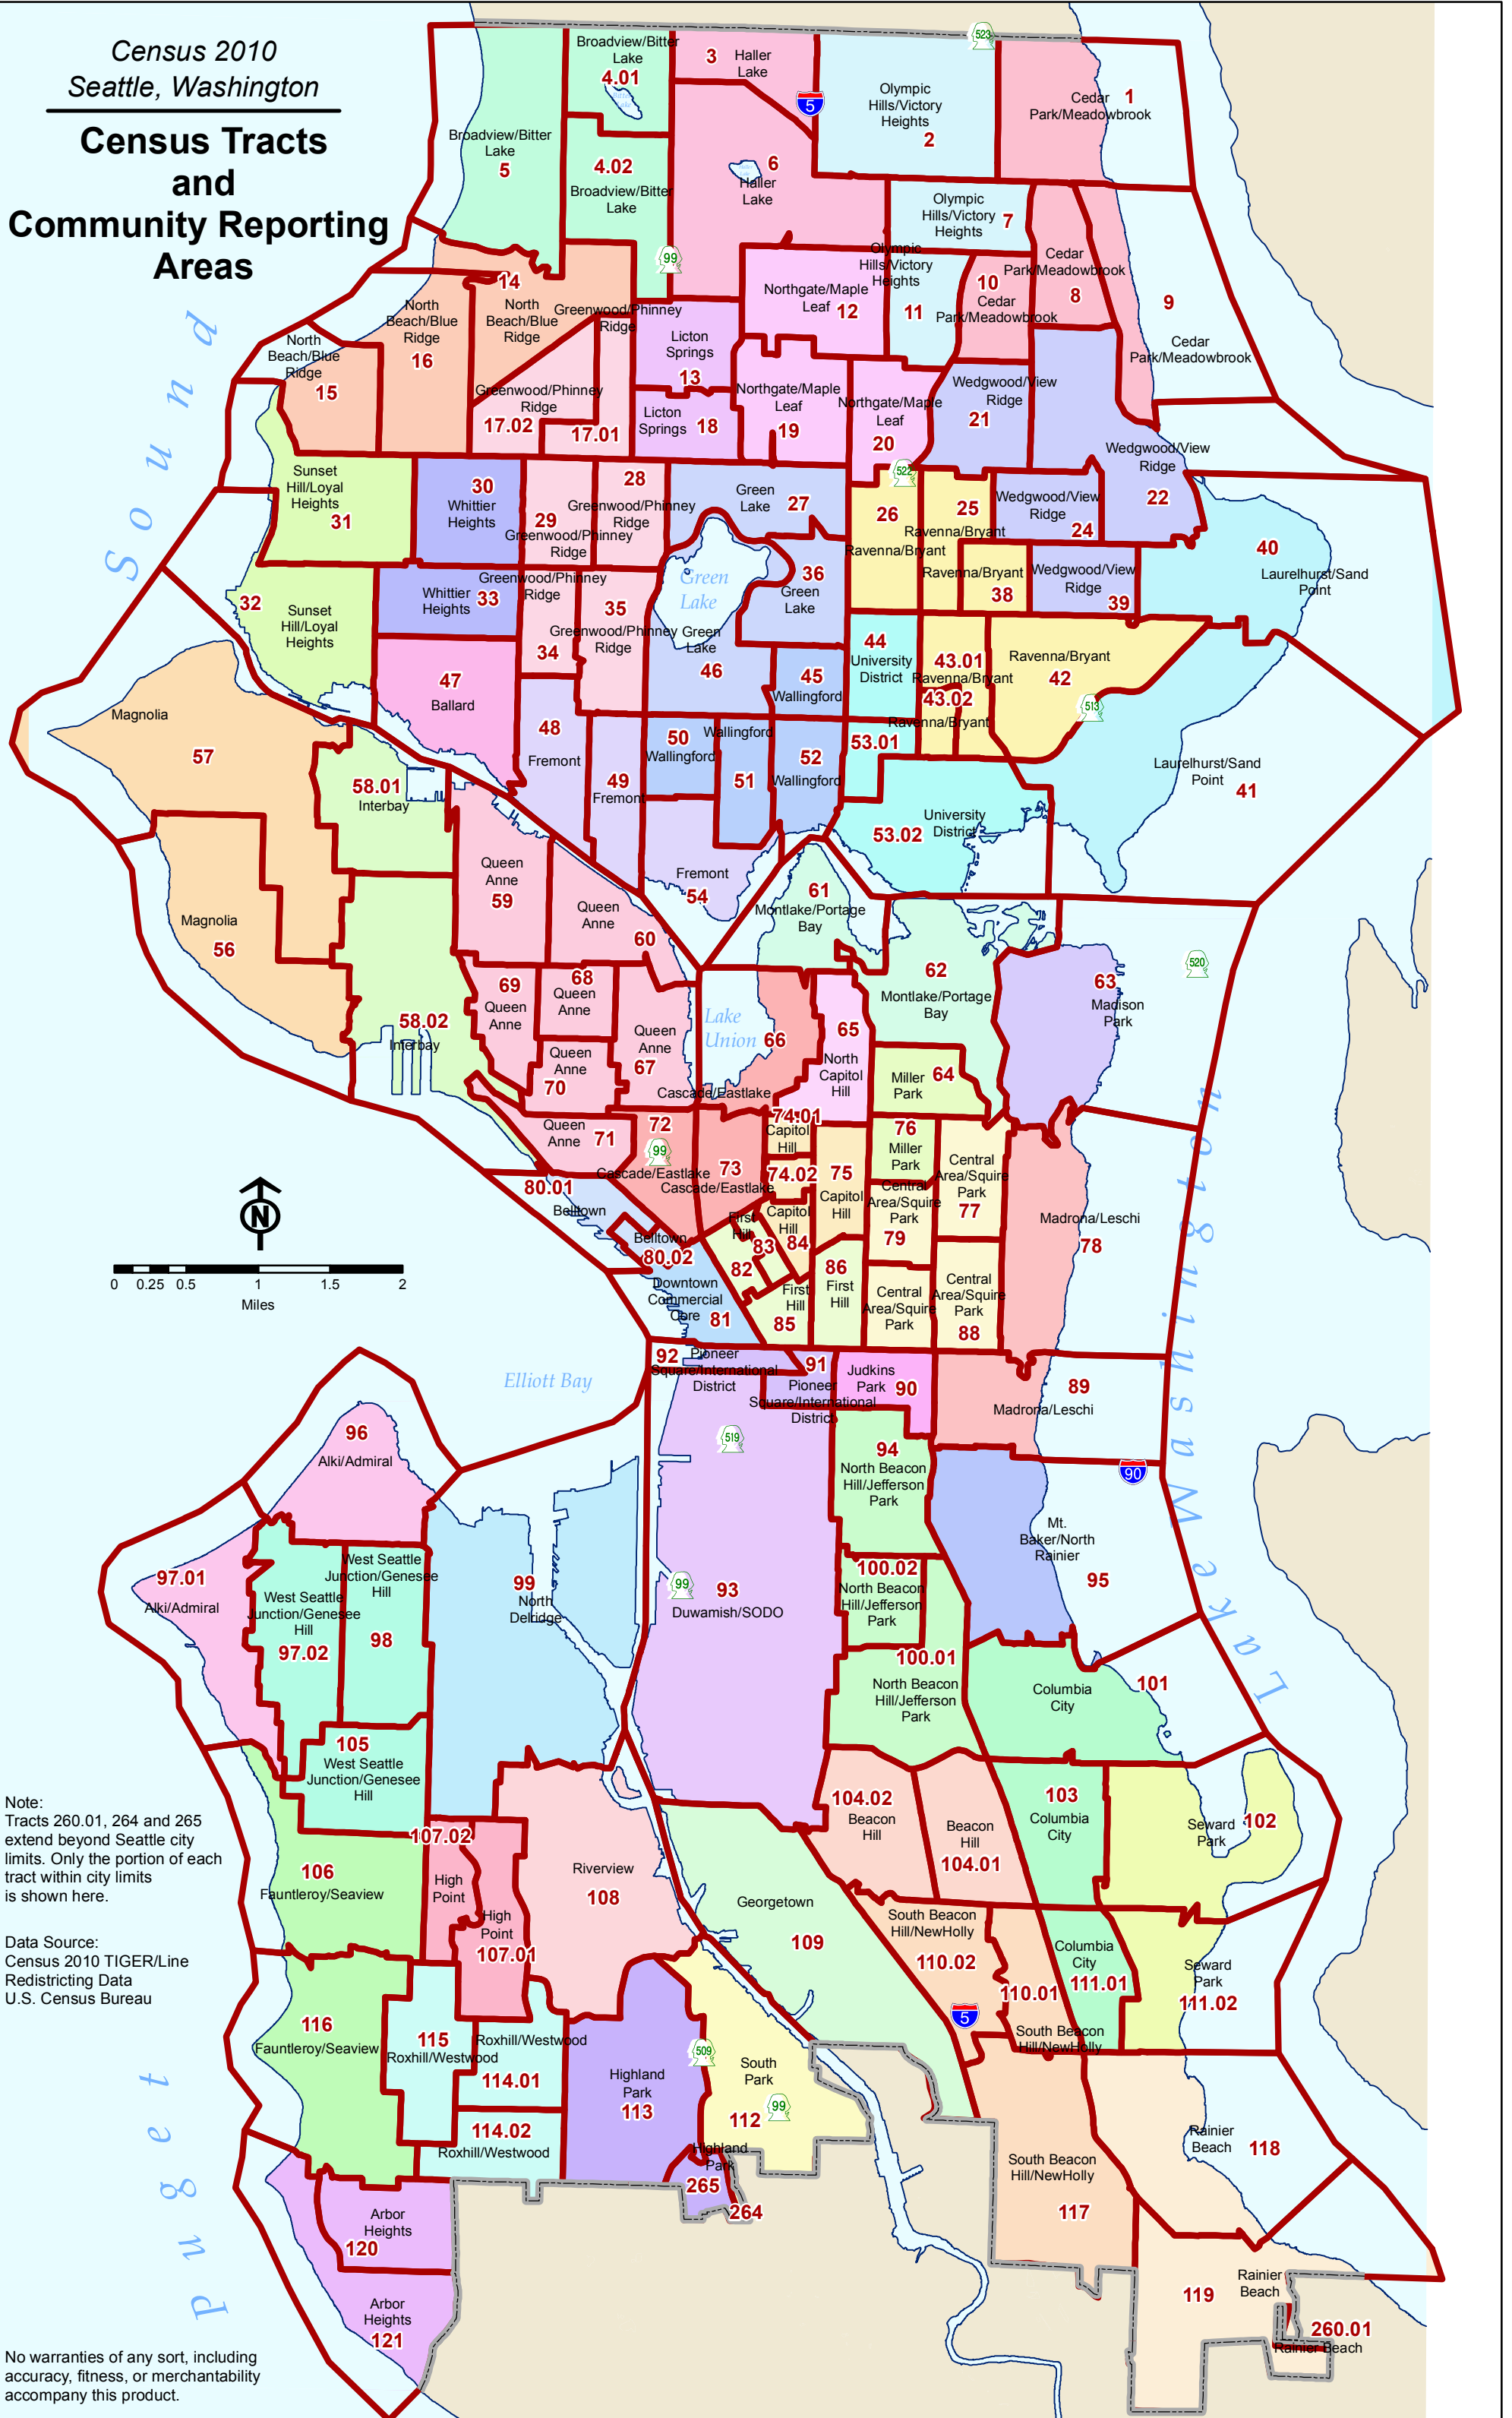 Census 2010
Seattle, Washington
Census Tracts
and
Community Reporting
Areas
523
Broadview/Bitter
Lake
4.01
3
Haller
Lake
5
Olympic
Hills/Victory
Heights
2
Cedar
Park/Meadowbrook
1
Broadview/Bitter
Lake
5
4.02
Broadview/Bitter
Lake
6
Haller
Lake
Olympic
Hills/Victory
Heights
7
99
Olympic
Hills/Victory
Heights
11
Cedar
Park/Meadowbrook
8
10
Cedar
Park/Meadowbrook
9
Cedar
Park/Meadowbrook
14
North
Beach/Blue
Ridge
North
Beach/Blue
Ridge
16
North
Beach/Blue
Ridge
15
Greenwood/Phinney
Ridge
17.01
Greenwood/Phinney
Ridge
17.02
Licton
Springs
13
Northgate/Maple
Leaf
12
Licton
Springs
18
Northgate/Maple
Leaf
19
Northgate/Maple
Leaf
20
Wedgwood/View
Ridge
21
Wedgwood/View
Ridge
22
522
Sunset
Hill/Loyal
Heights
31
30
Whittier
Heights
29
Greenwood/Phinney
Ridge
28
Greenwood/Phinney
Ridge
Green
Lake
27
26
Ravenna/Bryant
25
Ravenna/Bryant
Wedgwood/View
Ridge
24
40
Laurelhurst/Sand
Point
32
Sunset
Hill/Loyal
Heights
Whittier
Heights
33
Greenwood/Phinney
Ridge
34
35
Greenwood/Phinney
Ridge
Green
Lake
36
Green
Lake
Ravenna/Bryant
38
Wedgwood/View
Ridge
39
Green
Lake
46
45
Wallingford
44
University
District
43.01
Ravenna/Bryant
43.02
Ravenna/Bryant
Ravenna/Bryant
42
513
47
Ballard
Magnolia
57
48
Fremont
49
Fremont
50
Wallingford
Wallingford
51
52
Wallingford
53.01
University
District
53.02
Laurelhurst/Sand
Point
41
58.01
Interbay
Queen
Anne
59
Queen
Anne
60
Fremont
54
61
Montlake/Portage
Bay
Magnolia
56
62
Montlake/Portage
Bay
63
Madison
Park
520
69
Queen
Anne
68
Queen
Anne
58.02
Interbay
Queen
Anne
67
Queen
Anne
70
Lake
Union
66
Cascade/Eastlake
65
North
Capitol
Hill
Miller
Park
64
Queen
Anne
71
72
99
Cascade/Eastlake
73
Cascade/Eastlake
74.01
Capitol
Hill
74.02
Capitol
Hill
84
75
Capitol
Hill
76
Miller
Park
Central
Area/Squire
Park
77
Central
Area/Squire
Park
79
Madrona/Leschi
78
80.01
Belltown
Belltown
80.02
First
Hill
83
82
Downtown
Commercial
Core
81
First
Hill
85
86
First
Hill
Central
Area/Squire
Park
Central
Area/Squire
Park
88
N
0
0.25
0.5
1
1.5
2
Miles
Elliott Bay
92
Pioneer
Square/International
District
91
Pioneer
Square/International
District
Judkins
Park
90
89
Madrona/Leschi
96
Alki/Admiral
519
94
North Beacon
Hill/Jefferson
Park
90
Mt.
Baker/North
Rainier
95
97.01
Alki/Admiral
West Seattle
Junction/Genesee
Hill
97.02
West Seattle
Junction/Genesee
Hill
98
99
North
Delridge
99
93
Duwamish/SODO
100.02
North Beacon
Hill/Jefferson
Park
100.01
North Beacon
Hill/Jefferson
Park
Columbia
City
101
105
West Seattle
Junction/Genesee
Hill
104.02
Beacon
Hill
Beacon
Hill
104.01
103
Columbia
City
Seward
Park
102
Note:
Tracts 260.01, 264 and 265
extend beyond Seattle city
limits. Only the portion of each
tract within city limits
is shown here.
106
Fauntleroy/Seaview
107.02
High
Point
High
Point
107.01
Riverview
108
Georgetown
109
South Beacon
Hill/NewHolly
110.02
110.01
South Beacon
Hill/NewHolly
Columbia
City
111.01
Seward
Park
111.02
5
Data Source:
Census 2010 TIGER/Line
Redistricting Data
U.S. Census Bureau
116
Fauntleroy/Seaview
115
Roxhill/Westwood
Roxhill/Westwood
114.01
114.02
Roxhill/Westwood
Highland
Park
113
509
South
Park
99
112
Highland
Park
265
264
South Beacon
Hill/NewHolly
117
Rainier
Beach
118
Arbor
Heights
120
Arbor
Heights
121
119
Rainier
Beach
260.01
Rainier Beach
Puget Sound
Lake Washington
No warranties of any sort, including
accuracy, fitness, or merchantability
accompany this product.